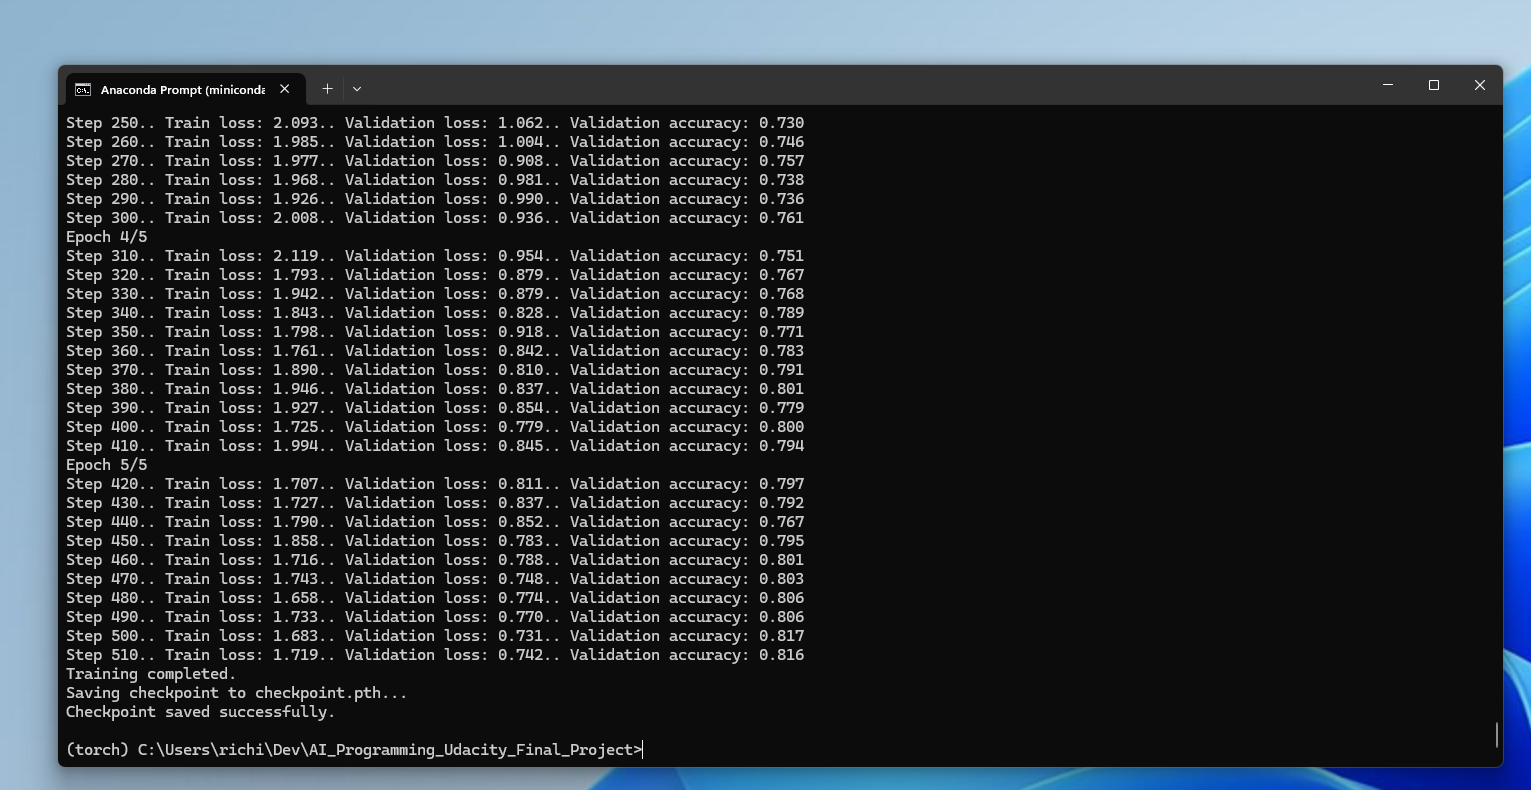 Anaconda Prompt (miniconda
Step 250.. Train loss: 2.093.. Validation loss: 1.062.. Validation accuracy: 0.730
Step 260.. Train loss: 1.985.. Validation loss: 1.004.. Validation accuracy: 0.746
Step 270.. Train loss: 1.977.. Validation loss: 0.908.. Validation accuracy: 0.757
Step 280.. Train loss: 1.968.. Validation loss: 0.981.. Validation accuracy: 0.738
Step 290.. Train loss: 1.926.. Validation loss: 0.990.. Validation accuracy: 0.736
Step 300.. Train loss: 2.008.. Validation loss: 0.936.. Validation accuracy: 0.761
Epoch 4/5
Step 310.. Train loss: 2.119.. Validation loss: 0.954.. Validation accuracy: 0.751
Step 320.. Train loss: 1.793.. Validation loss: 0.879.. Validation accuracy: 0.767
Step 330.. Train loss: 1.942.. Validation loss: 0.879.. Validation accuracy: 0.768
Step 340.. Train loss: 1.843.. Validation loss: 0.828.. Validation accuracy: 0.789
Step 350.. Train loss: 1.798.. Validation loss: 0.918.. Validation accuracy: 0.771
Step 360.. Train loss: 1.761.. Validation loss: 0.842.. Validation accuracy: 0.783
Step 370.. Train loss: 1.890.. Validation loss: 0.810.. Validation accuracy: 0.791
Step 380.. Train loss: 1.946.. Validation loss: 0.837.. Validation accuracy: 0.801
Step 390.. Train loss: 1.927.. Validation loss: 0.854.. Validation accuracy: 0.779
Step 400.. Train loss: 1.725.. Validation loss: 0.779.. Validation accuracy: 0.800
Step 410.. Train loss: 1.994.. Validation loss: 0.845.. Validation accuracy: 0.794
Epoch 5/5
Step 420.. Train loss: 1.707.. Validation loss: 0.811.. Validation accuracy: 0.797
Step 430.. Train loss: 1.727.. Validation loss: 0.837.. Validation accuracy: 0.792
Step 440.. Train loss: 1.790.. Validation loss: 0.852.. Validation accuracy: 0.767
Step 450.. Train loss: 1.858.. Validation loss: 0.783.. Validation accuracy: 0.795
Step 460.. Train loss: 1.716.. Validation loss: 0.788.. Validation accuracy: 0.801
Step 470.. Train loss: 1.743.. Validation loss: 0.748.. Validation accuracy: 0.803
Step 480.. Train loss: 1.658.. Validation loss: 0.774.. Validation accuracy: 0.806
Step 490.. Train loss: 1.733.. Validation loss: 0.770.. Validation accuracy: 0.806
Step 500.. Train loss: 1.683.. Validation loss: 0.731.. Validation accuracy: 0.817
Step 510.. Train loss: 1.719.. Validation loss: 0.742.. Validation accuracy: 0.816
Training completed.
Saving checkpoint to checkpoint.pth...
Checkpoint saved successfully.
(torch) C:\Users\richi\Dev\AI_Programming_Udacity_Final_Project>